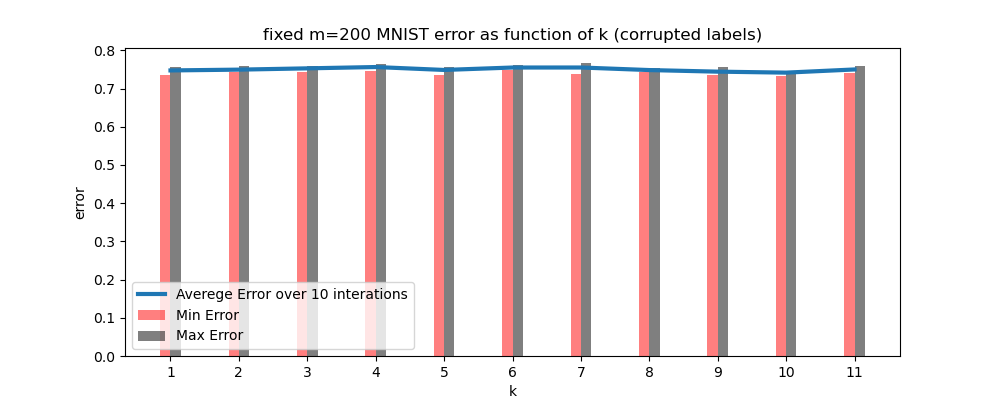 fixed m=200 MNIST error as function of k (corrupted labels)
0.8
0.7
0.6
0.5
0.4
0.3
0.2
0.1
0.0
error
Averege Error over 10 interations
Min Error
Max Error
1 2 3 4 5 6 7 8 9 10 11
k